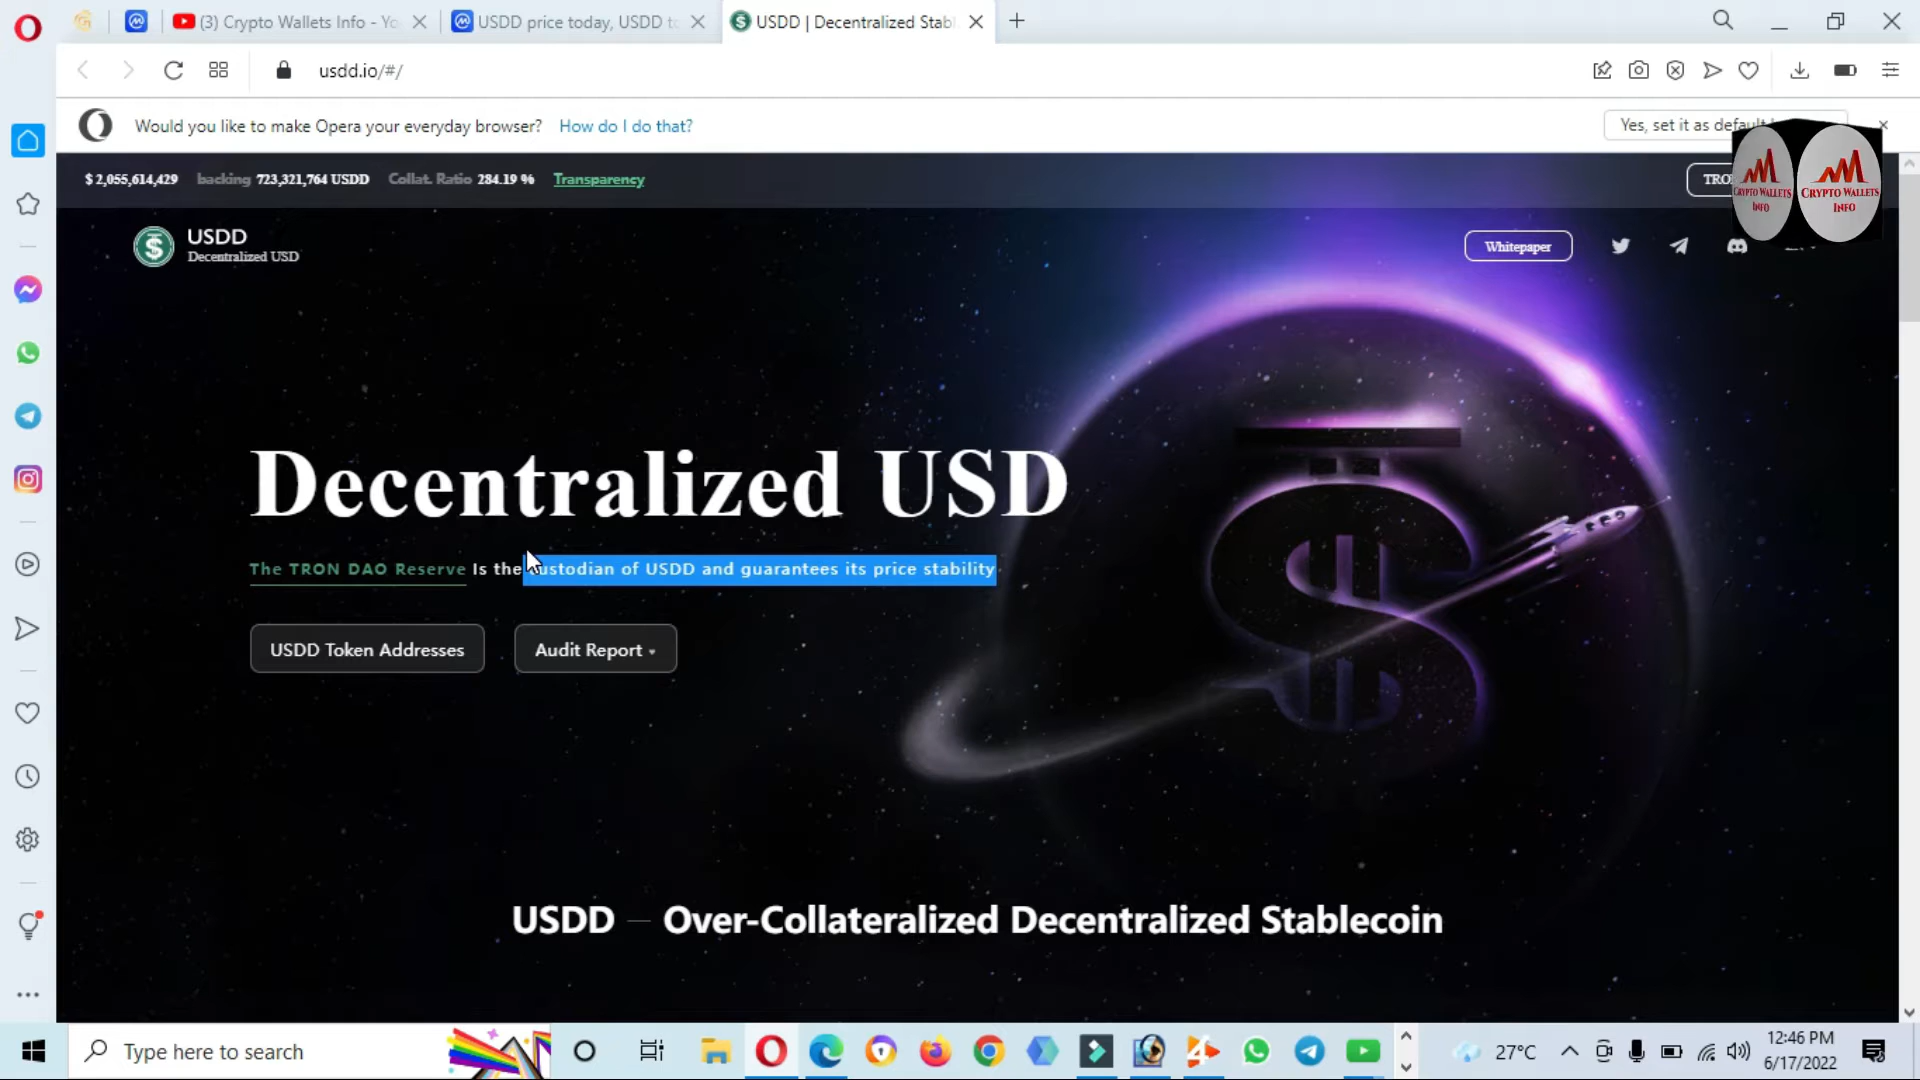 (3) Crypto Wallets Info - Yo
USDD price today, USDD to
USDD | Decentralized Stabl
usdd.io/#/
Would you like to make Opera your everyday browser? How do I do that?
Yes, set it as default
$ 2,055,614,429 backing 723,321,764 USDD Collat. Ratio 284.19 % Transparency
TRO
CRYPTO WALLETS INFO
CRYPTO WALLETS INFO
USDD
Decentralized USD
Whitepaper
Decentralized USD
The TRON DAO Reserve Is the custodian of USDD and guarantees its price stability
USDD Token Addresses
Audit Report
USDD — Over-Collateralized Decentralized Stablecoin
Type here to search
27°C
12:46 PM
6/17/2022